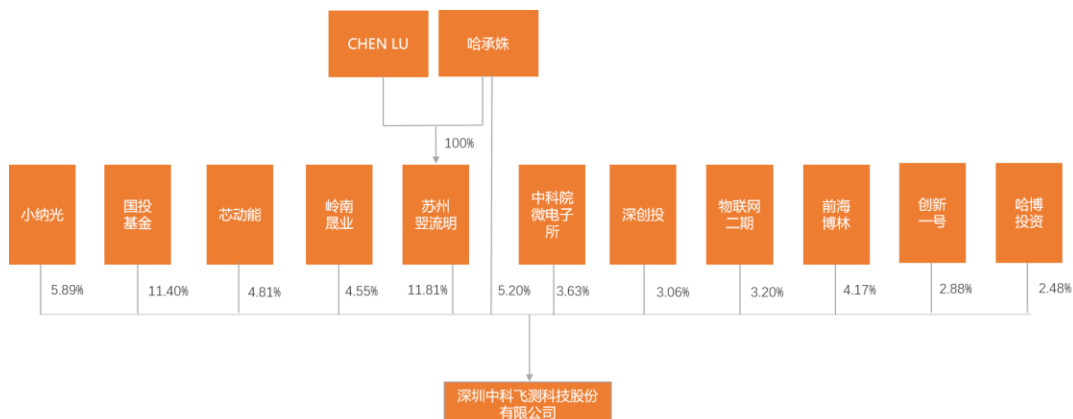 CHEN LU
哈承姝
100%
小纳光
国投
基金
芯动能
岭南
晟业
苏州
翌流明
中科院
微电子
所
深创投
物联网
二期
前海
博林
创新
一号
哈博
投资
5.89%
11.40%
4.81%
4.55%
11.81%
5.20%
3.63%
3.06%
3.20%
4.17%
2.88%
2.48%
深圳中科飞测科技股份
有限公司